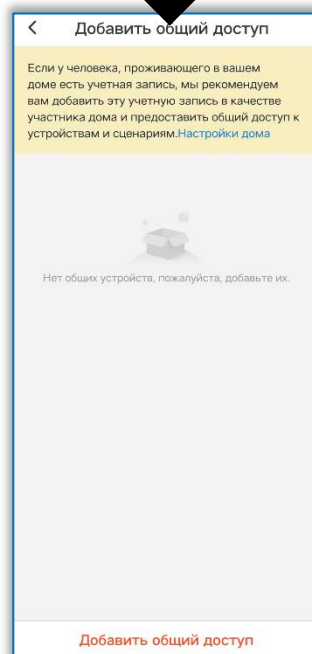 Добавить общий доступ
Если у человека, проживающего в вашем
доме есть учетная запись, мы рекомендуем
вам добавить эту учетную запись в качестве
участника дома и предоставить общий доступ к
устройствам и сценариям.Настройки дома
Нет общих устройств, пожалуйста, добавьте их.
Добавить общий доступ